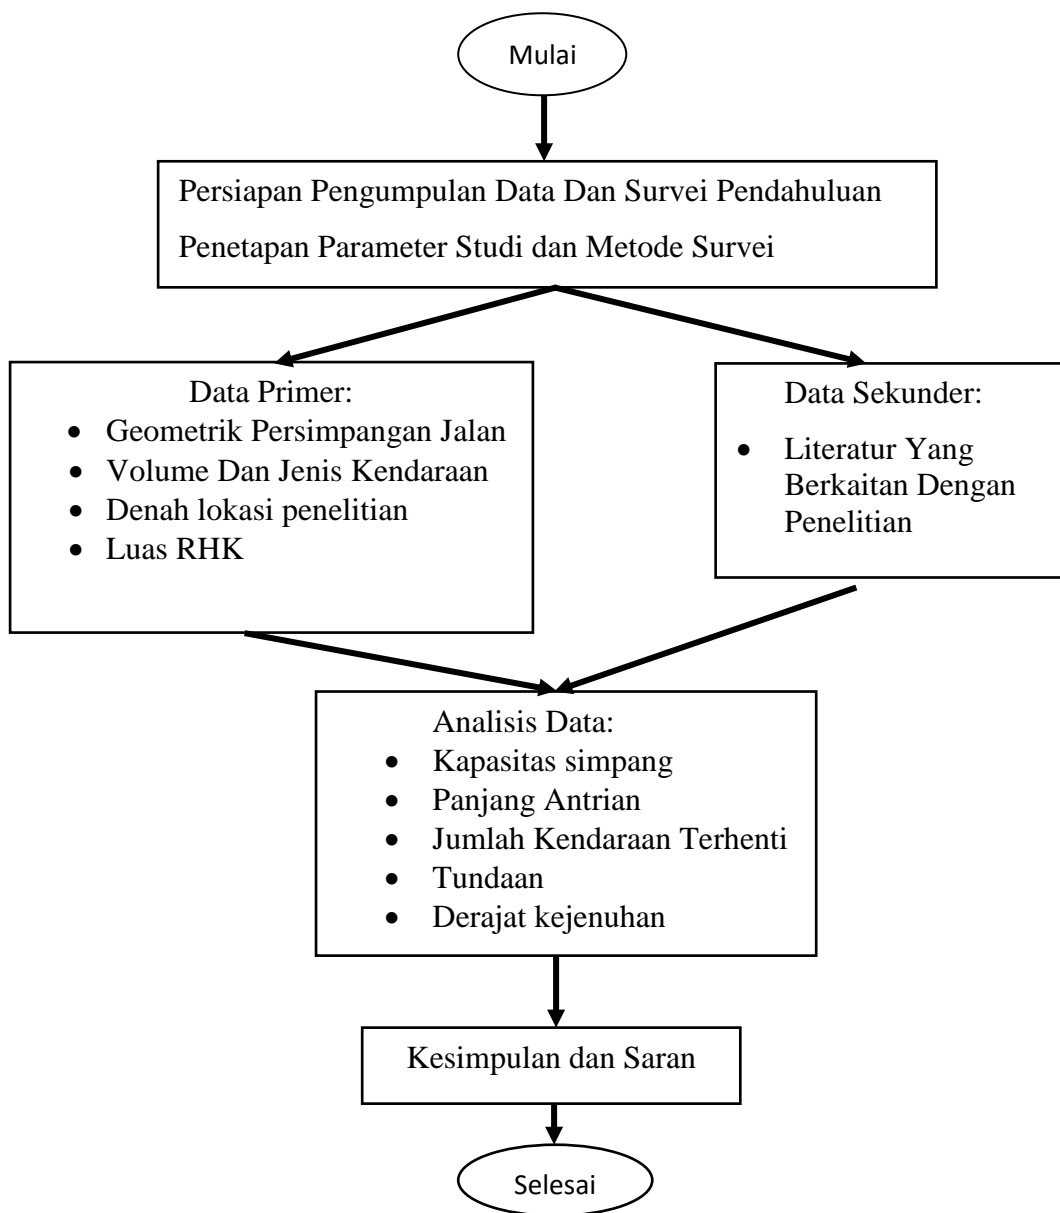 Mulai
Persiapan Pengumpulan Data Dan Survei Pendahuluan
Penetapan Parameter Studi dan Metode Survei
Data Primer:
• Geometrik Persimpangan Jalan
• Volume Dan Jenis Kendaraan
• Denah lokasi penelitian
• Luas RHK
Data Sekunder:
• Literatur Yang
Berkaitan Dengan
Penelitian
Analisis Data:
• Kapasitas simpang
• Panjang Antrian
• Jumlah Kendaraan Terhenti
• Tundaan
• Derajat kejenuhan
Kesimpulan dan Saran
Selesai